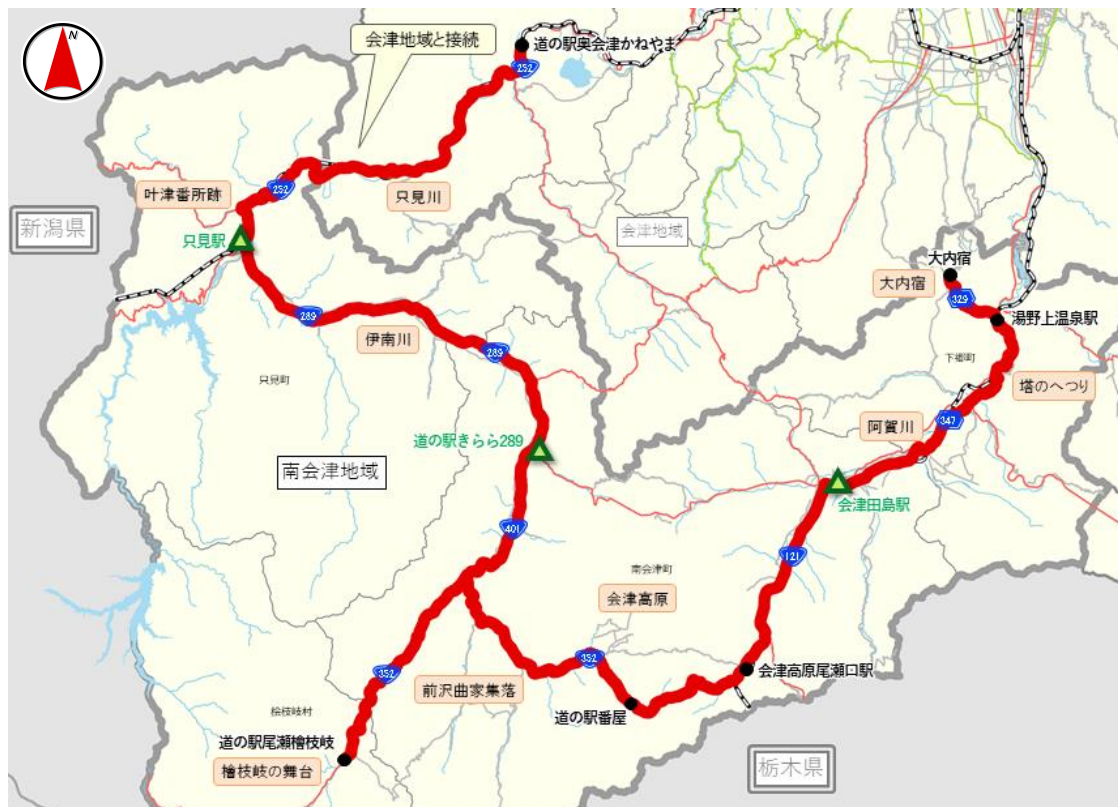 N
会津地域と接続
道の駅奥会津かねやま
252
252
叶津番所跡
只見川
新潟県
只見駅
会津地域
大内宿
大内宿
329
湯野上温泉駅
289
伊南川
289
下郷町
只見町
塔のへつり
阿賀川
347
道の駅きらら289
南会津地域
会津田島駅
401
121
南会津町
会津高原
352
352
会津高原尾瀬口駅
前沢曲家集落
桧枝岐村
道の駅番屋
道の駅尾瀬檜枝岐
檜枝岐の舞台
栃木県